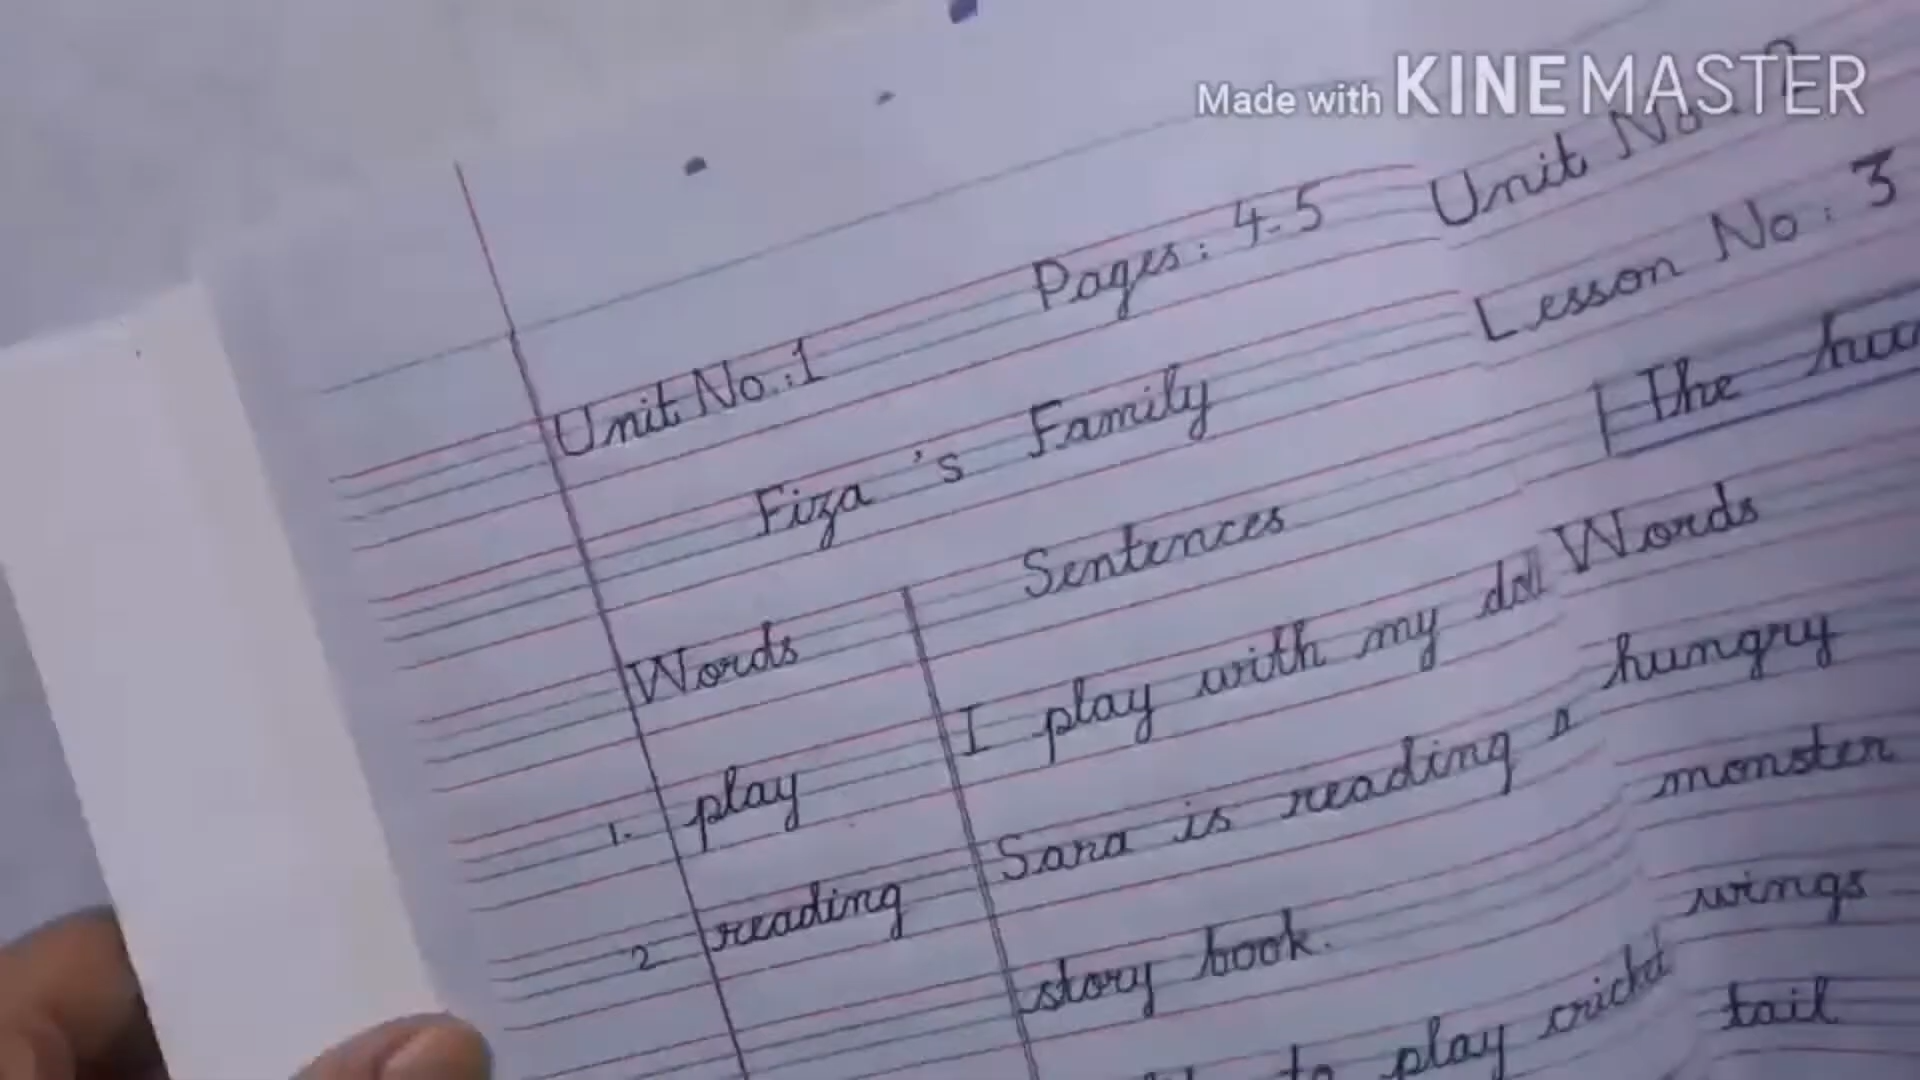 Made with KINEMASTER
Unit No.:1 Pages: 4-5
Fiza's Family
Words Sentences
1. play I play with my doll
2 reading Sara is reading a
story book.
to play cricket
Unit No
Lesson No: 3
The
Words
hungry
monster
wings
tail